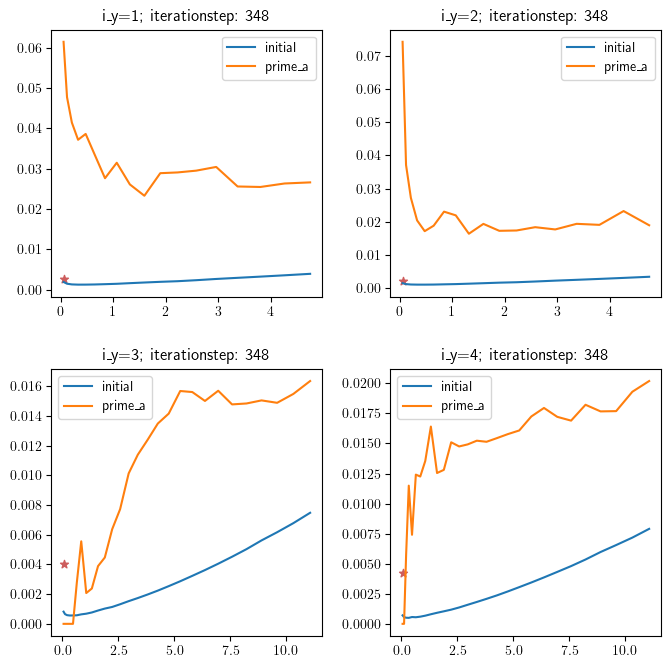 i_y=1; iterationstep: 348
0.06
0.05
0.04
0.03
0.02
0.01
0.00
0 1 2 3 4
initial
prime_a
i_y=2; iterationstep: 348
0.07
0.06
0.05
0.04
0.03
0.02
0.01
0.00
0 1 2 3 4
initial
prime_a
i_y=3; iterationstep: 348
0.016
0.014
0.012
0.010
0.008
0.006
0.004
0.002
0.000
0.0 2.5 5.0 7.5 10.0
initial
prime_a
i_y=4; iterationstep: 348
0.0200
0.0175
0.0150
0.0125
0.0100
0.0075
0.0050
0.0025
0.0000
0.0 2.5 5.0 7.5 10.0
initial
prime_a